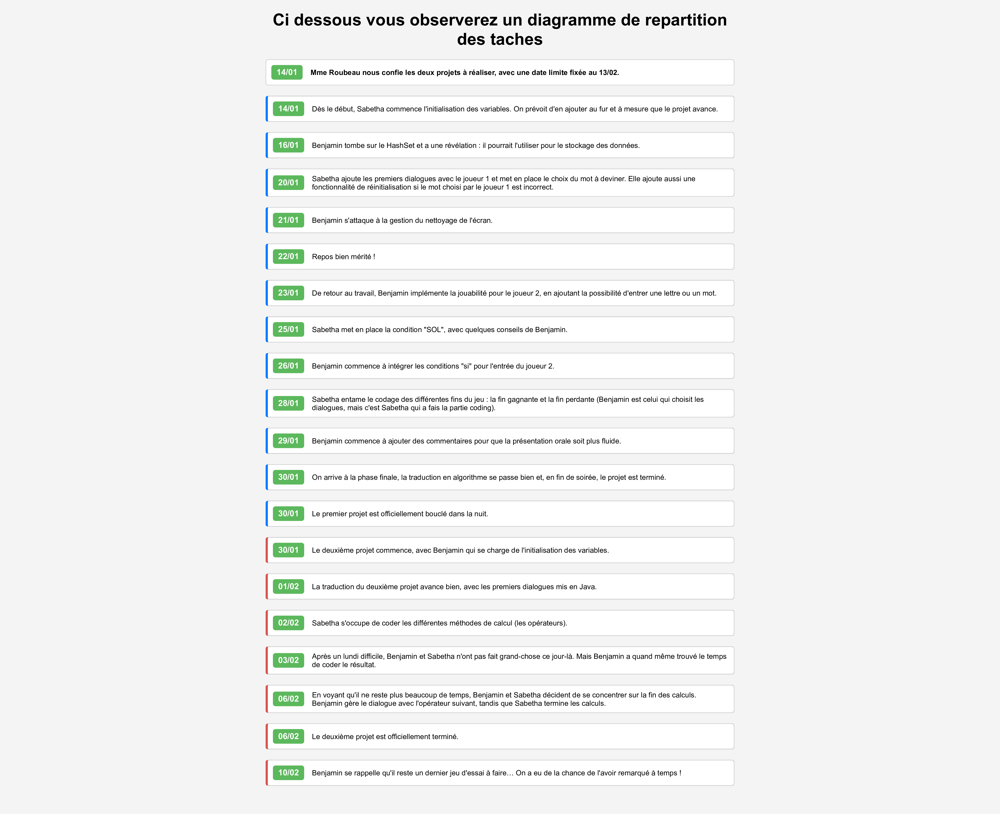 Ci dessous vous observerez un diagramme de repartition
des taches
14/01 Mme Roubeau nous confie les deux projets à réaliser, avec une date limite fixée au 13/02.
14/01 Dès le début, Sabetha commence l'initialisation des variables. On prévoit d'en ajouter au fur et à mesure que le projet avance.
16/01 Benjamin tombe sur le HashSet et a une révélation : il pourrait l'utiliser pour le stockage des données.
20/01 Sabetha ajoute les premiers dialogues avec le joueur 1 et met en place le choix du mot à deviner. Elle ajoute aussi une
fonctionnalité de réinitialisation si le mot choisi par le joueur 1 est incorrect.
21/01 Benjamin s'attaque à la gestion du nettoyage de l'écran.
22/01 Repos bien mérité !
23/01 De retour au travail, Benjamin implémente la jouabilité pour le joueur 2, en ajoutant la possibilité d'entrer une lettre ou un mot.
25/01 Sabetha met en place la condition "SOL", avec quelques conseils de Benjamin.
26/01 Benjamin commence à intégrer les conditions "si" pour l'entrée du joueur 2.
28/01 Sabetha entame le codage des différentes fins du jeu : la fin gagnante et la fin perdante (Benjamin est celui qui choisit les
dialogues, mais c'est Sabetha qui a fais la partie coding).
29/01 Benjamin commence à ajouter des commentaires pour que la présentation orale soit plus fluide.
30/01 On arrive à la phase finale, la traduction en algorithme se passe bien et, en fin de soirée, le projet est terminé.
30/01 Le premier projet est officiellement bouclé dans la nuit.
30/01 Le deuxième projet commence, avec Benjamin qui se charge de l'initialisation des variables.
01/02 La traduction du deuxième projet avance bien, avec les premiers dialogues mis en Java.
02/02 Sabetha s'occupe de coder les différentes méthodes de calcul (les opérateurs).
03/02 Après un lundi difficile, Benjamin et Sabetha n'ont pas fait grand-chose ce jour-là. Mais Benjamin a quand même trouvé le temps
de coder le résultat.
06/02 En voyant qu'il ne reste plus beaucoup de temps, Benjamin et Sabetha décident de se concentrer sur la fin des calculs.
Benjamin gère le dialogue avec l'opérateur suivant, tandis que Sabetha termine les calculs.
06/02 Le deuxième projet est officiellement terminé.
10/02 Benjamin se rappelle qu'il reste un dernier jeu d'essai à faire… On a eu de la chance de l'avoir remarqué à temps !